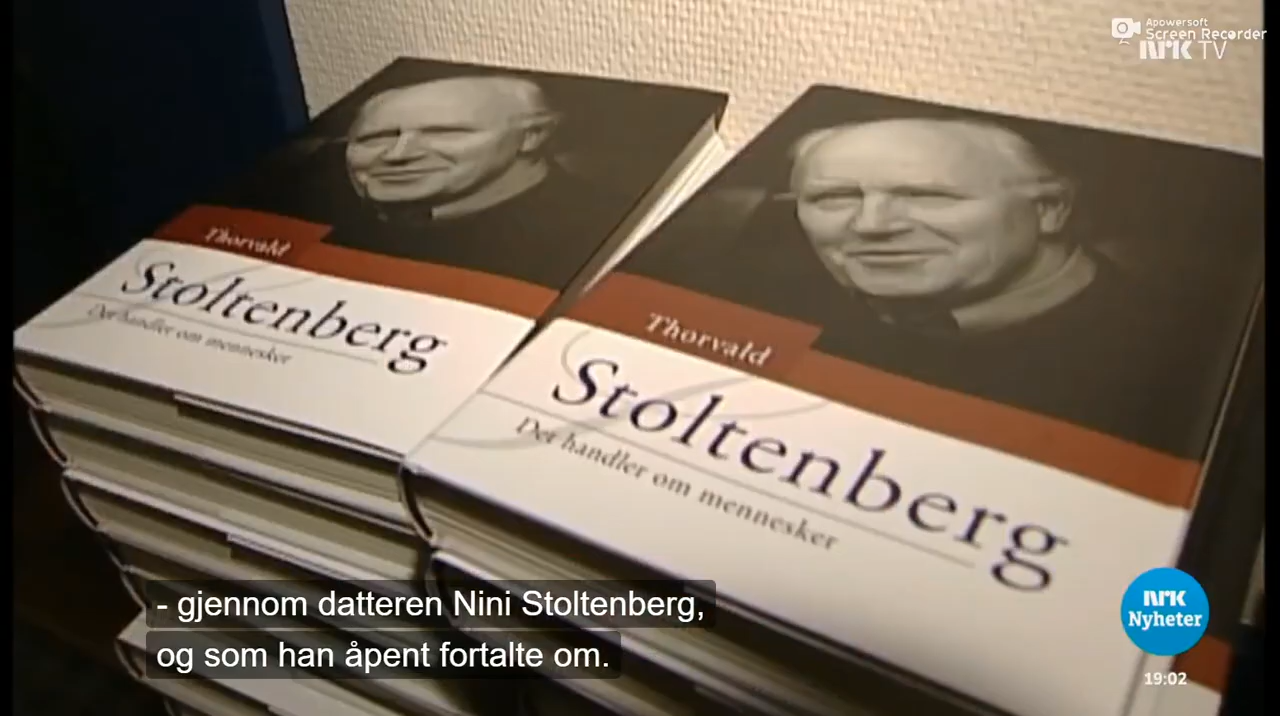 Apowersoft
Screen Recorder
NRK TV
Thorvald
Stoltenberg
Det handler om mennesker
Thorvald
Stoltenberg
Det handler om mennesker
- gjennom datteren Nini Stoltenberg,
og som han åpent fortalte om.
NRK
Nyheter
19:02